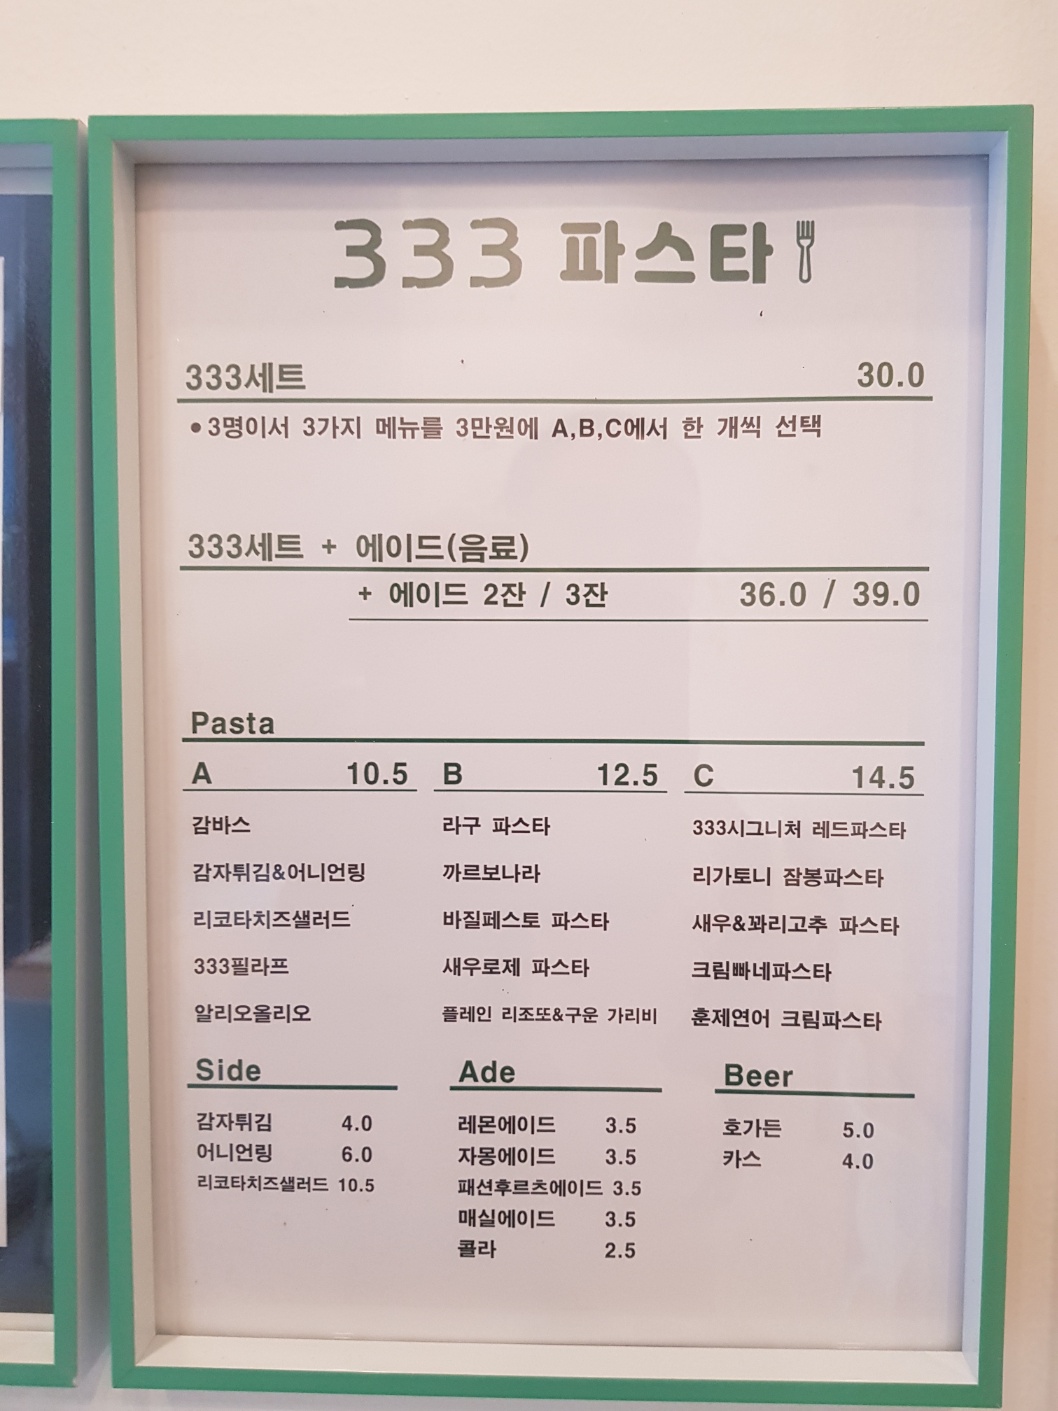 333 파스타
333세트 30.0
•3명이서 3가지 메뉴를 3만원에 A,B,C에서 한 개씩 선택
333세트 + 에이드(음료)
+ 에이드 2잔 / 3잔 36.0 / 39.0
Pasta
A 10.5 B 12.5 C 14.5
감바스 라구 파스타 333시그니처 레드파스타
감자튀김&어니언링 까르보나라 리가토니 잠봉파스타
리코타치즈샐러드 바질페스토 파스타 새우&꽈리고추 파스타
333필라프 새우로제 파스타 크림빠네파스타
알리오올리오 플레인 리조또&구운 가리비 훈제연어 크림파스타
Side Ade Beer
감자튀김 4.0 레몬에이드 3.5 호가든 5.0
어니언링 6.0 자몽에이드 3.5 카스 4.0
리코타치즈샐러드 10.5 패션후르츠에이드 3.5
매실에이드 3.5
콜라 2.5